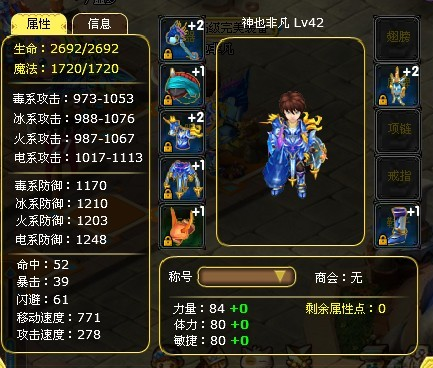 属性
信息
生命：2692/2692
魔法：1720/1720
毒系攻击：973-1053
冰系攻击：988-1076
火系攻击：987-1067
电系攻击：1017-1113
毒系防御：1170
冰系防御：1210
火系防御：1203
电系防御：1248
命中：52
暴击：39
闪避：61
移动速度：771
攻击速度：278
神也非凡 Lv42
+2
+1
+2
+1
+1
翅膀
+2
项链
戒指
+1
称号
商会：无
力量：84 +0
剩余属性点：0
体力：80 +0
敏捷：80 +0